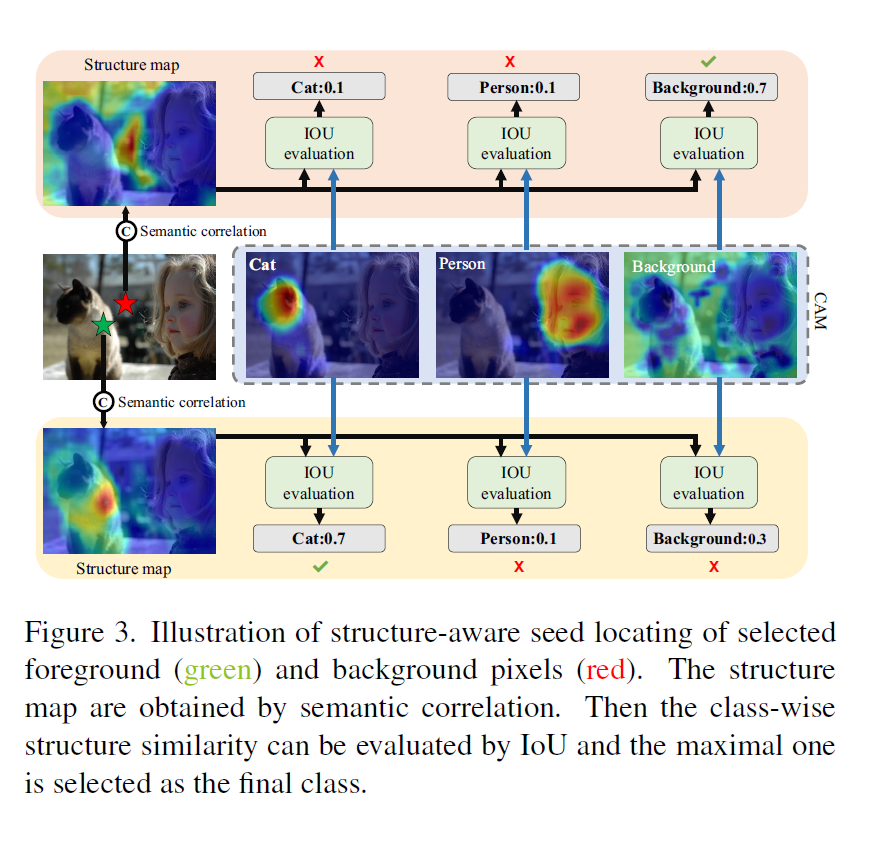 Structure map
X
X
Cat:0.1
Person:0.1
Background:0.7
IOU
evaluation
IOU
evaluation
IOU
evaluation
C Semantic correlation
Cat
Person
Background
CAM
C Semantic correlation
IOU
evaluation
IOU
evaluation
IOU
evaluation
Cat:0.7
Person:0.1
Background:0.3
Structure map
X
X
Figure 3. Illustration of structure-aware seed locating of selected
foreground (green) and background pixels (red). The structure
map are obtained by semantic correlation. Then the class-wise
structure similarity can be evaluated by IoU and the maximal one
is selected as the final class.